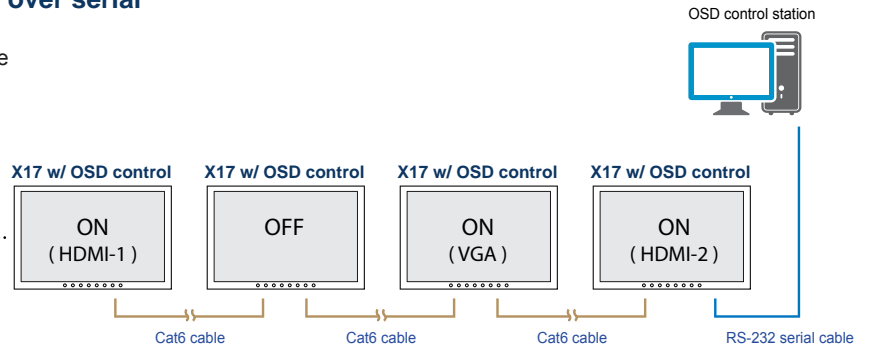 over serial
OSD control station
e
X17 w/ OSD control X17 w/ OSD control X17 w/ OSD control X17 w/ OSD control
ON OFF ON ON
( HDMI-1 ) ( VGA ) ( HDMI-2 )
.
Cat6 cable Cat6 cable Cat6 cable RS-232 serial cable